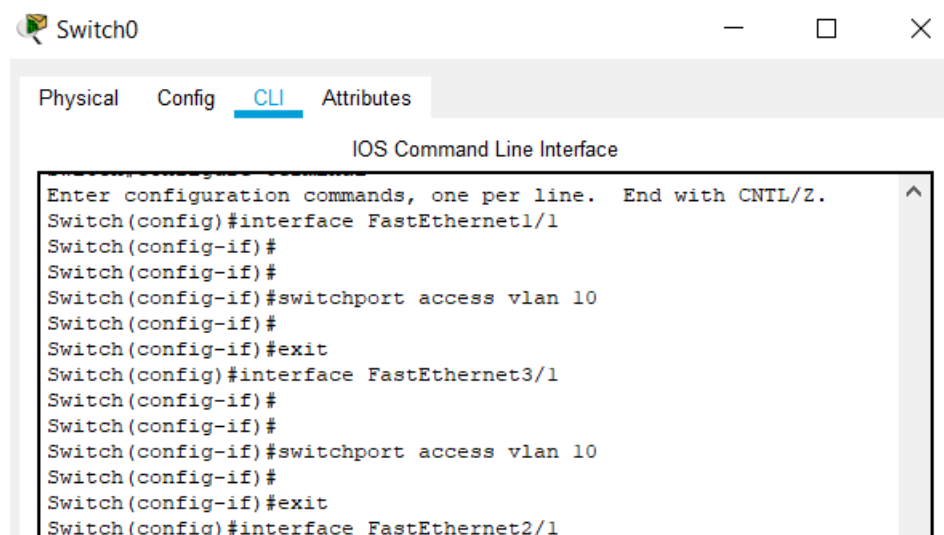 Switch0
Physical Config CLI Attributes
IOS Command Line Interface
Enter configuration commands, one per line.  End with CNTL/Z.
Switch(config)#interface FastEthernet1/1
Switch(config-if)#
Switch(config-if)#
Switch(config-if)#switchport access vlan 10
Switch(config-if)#
Switch(config-if)#exit
Switch(config)#interface FastEthernet3/1
Switch(config-if)#
Switch(config-if)#
Switch(config-if)#switchport access vlan 10
Switch(config-if)#
Switch(config-if)#exit
Switch(config)#interface FastEthernet2/1